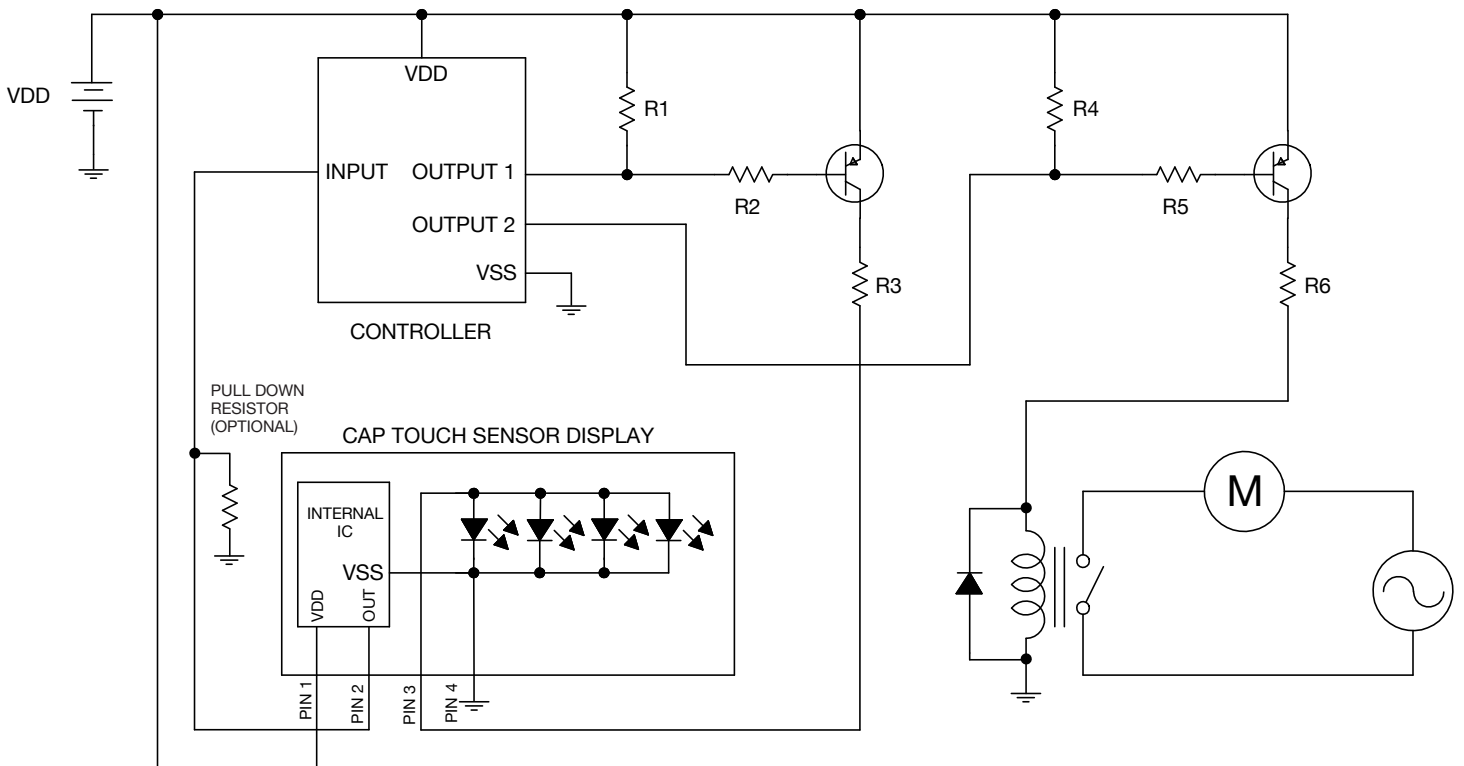 VDD
VDD
R1
R4
INPUT
OUTPUT 1
R2
R5
OUTPUT 2
VSS
R3
R6
CONTROLLER
PULL DOWN
RESISTOR
(OPTIONAL)
CAP TOUCH SENSOR DISPLAY
INTERNAL
IC
VSS
VDD
OUT
M
PIN 1
PIN 2
PIN 3
PIN 4